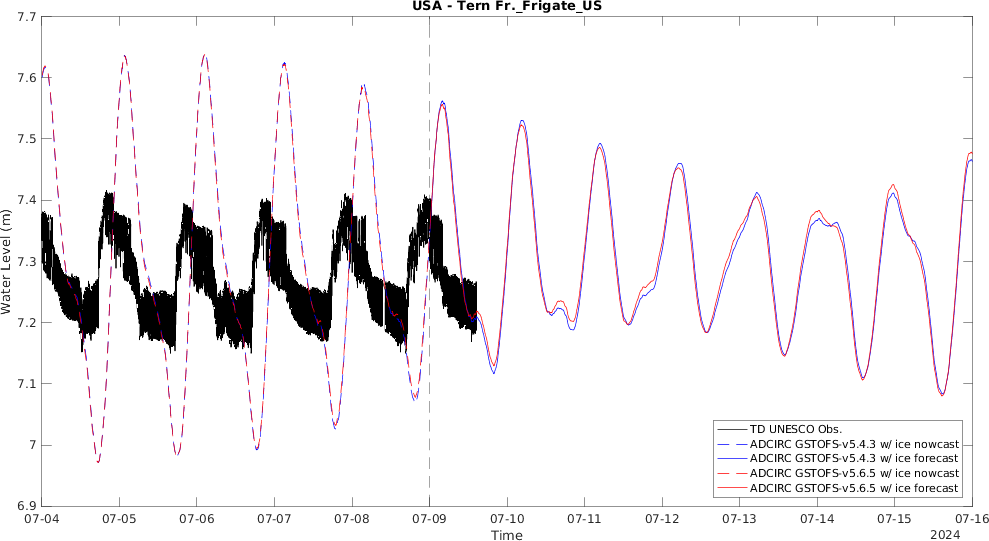 USA - Tern Fr._Frigate_US
7.7
7.6
7.5
7.4
7.3
7.2
7.1
7
6.9
Water Level (m)
TD UNESCO Obs.
ADCIRC GSTOFS-v5.4.3 w/ ice nowcast
ADCIRC GSTOFS-v5.4.3 w/ ice forecast
ADCIRC GSTOFS-v5.6.5 w/ ice nowcast
ADCIRC GSTOFS-v5.6.5 w/ ice forecast
07-04 07-05 07-06 07-07 07-08 07-09 07-10 07-11 07-12 07-13 07-14 07-15 07-16
Time
2024